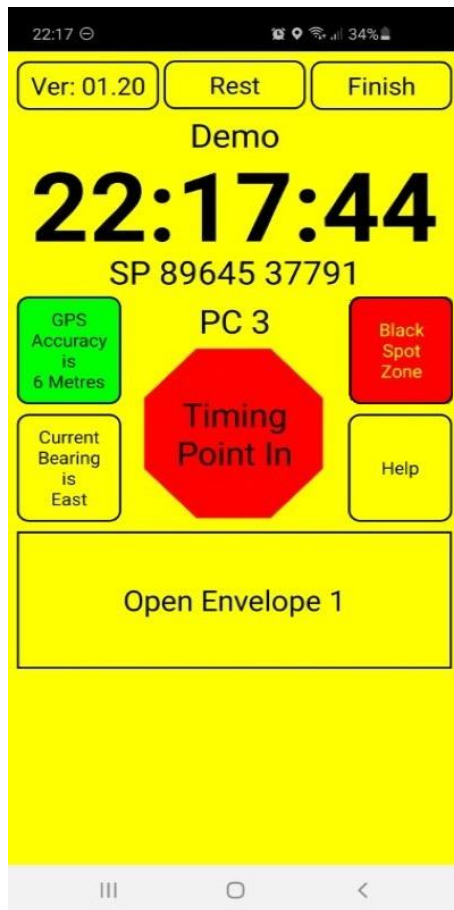 22:17
34%
Ver: 01.20
Rest
Finish
Demo
22:17:44
SP 89645 37791
GPS
Accuracy
is
6 Metres
PC 3
Black
Spot
Zone
Timing
Point In
Current
Bearing
is
East
Help
Open Envelope 1